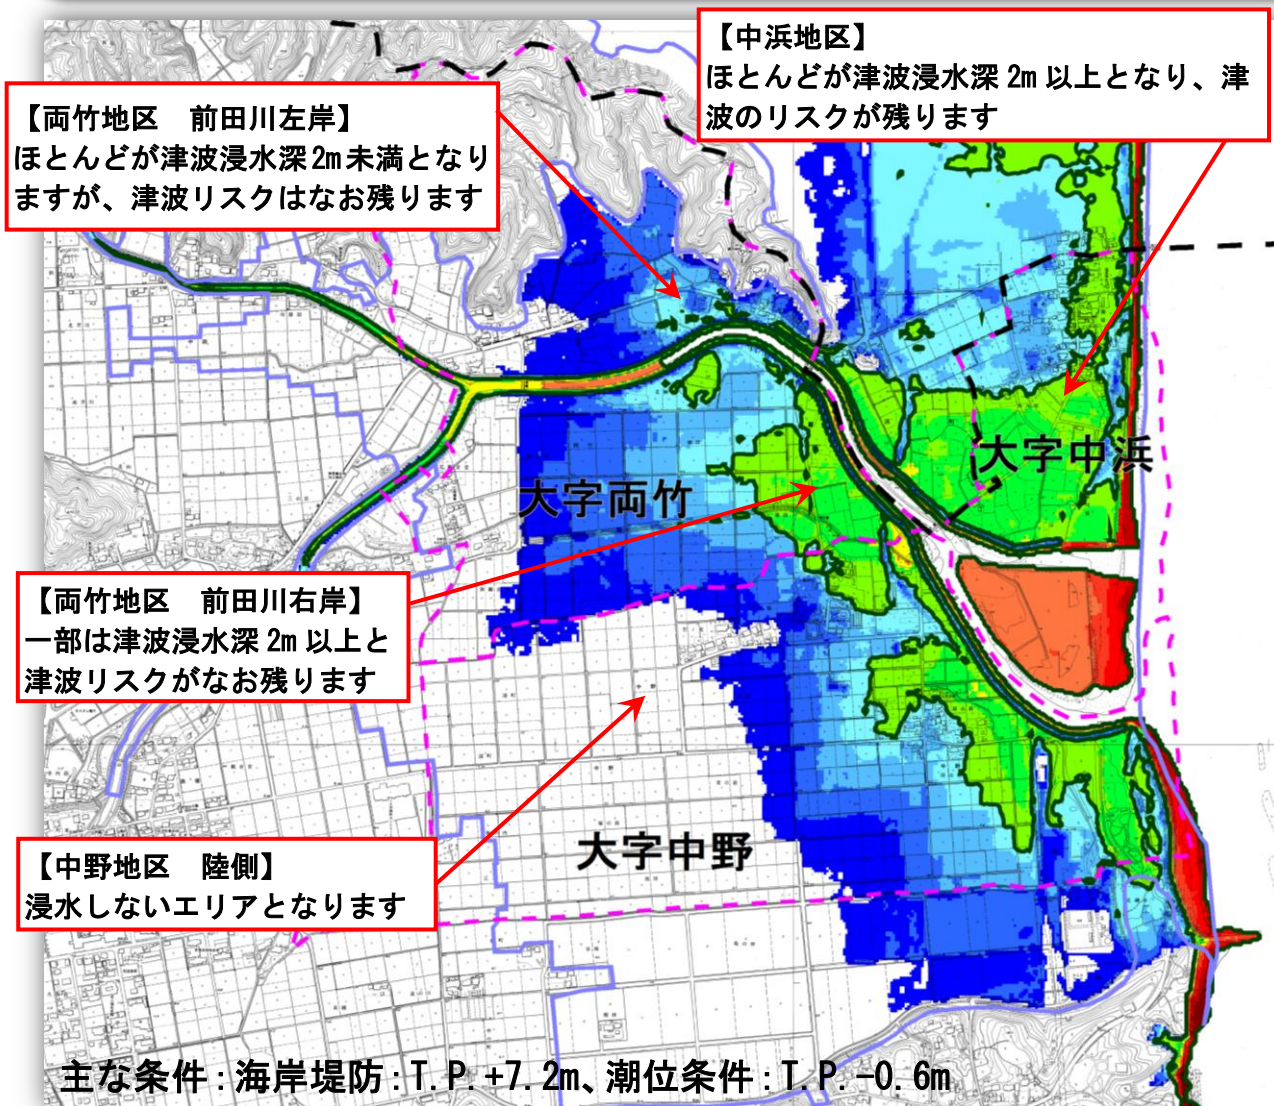 【中浜地区】
ほとんどが津波浸水深 2m 以上となり、津
波のリスクが残ります
【両竹地区　前田川左岸】
ほとんどが津波浸水深 2m 未満となり
ますが、津波リスクはなお残ります
大字中浜
大字両竹
【両竹地区　前田川右岸】
一部は津波浸水深 2m 以上と
津波リスクがなお残ります
大字中野
【中野地区　陸側】
浸水しないエリアとなります
主な条件：海岸堤防：T.P.+7.2m、潮位条件：T.P.-0.6m